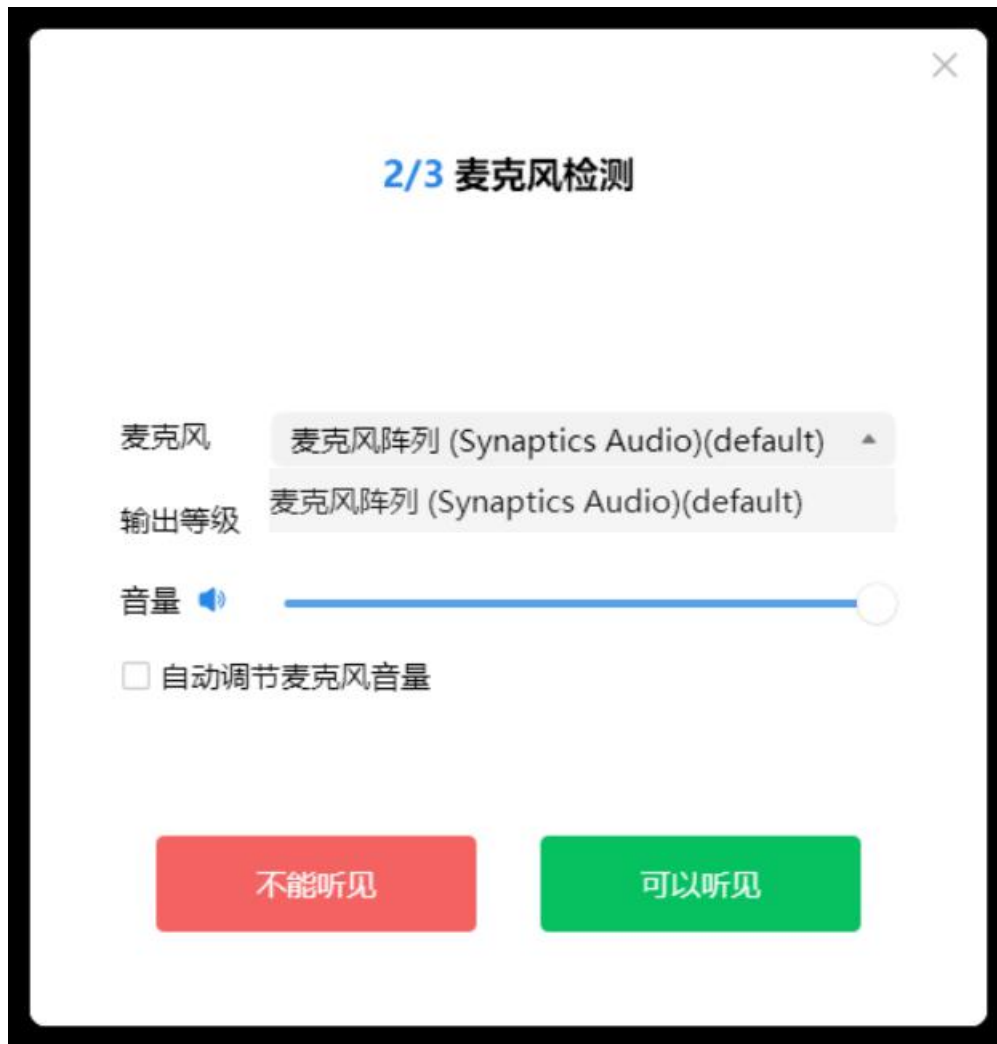 2/3 麦克风检测
麦克风 麦克风阵列 (Synaptics Audio)(default)
麦克风阵列 (Synaptics Audio)(default)
输出等级
音量
自动调节麦克风音量
不能听见 可以听见